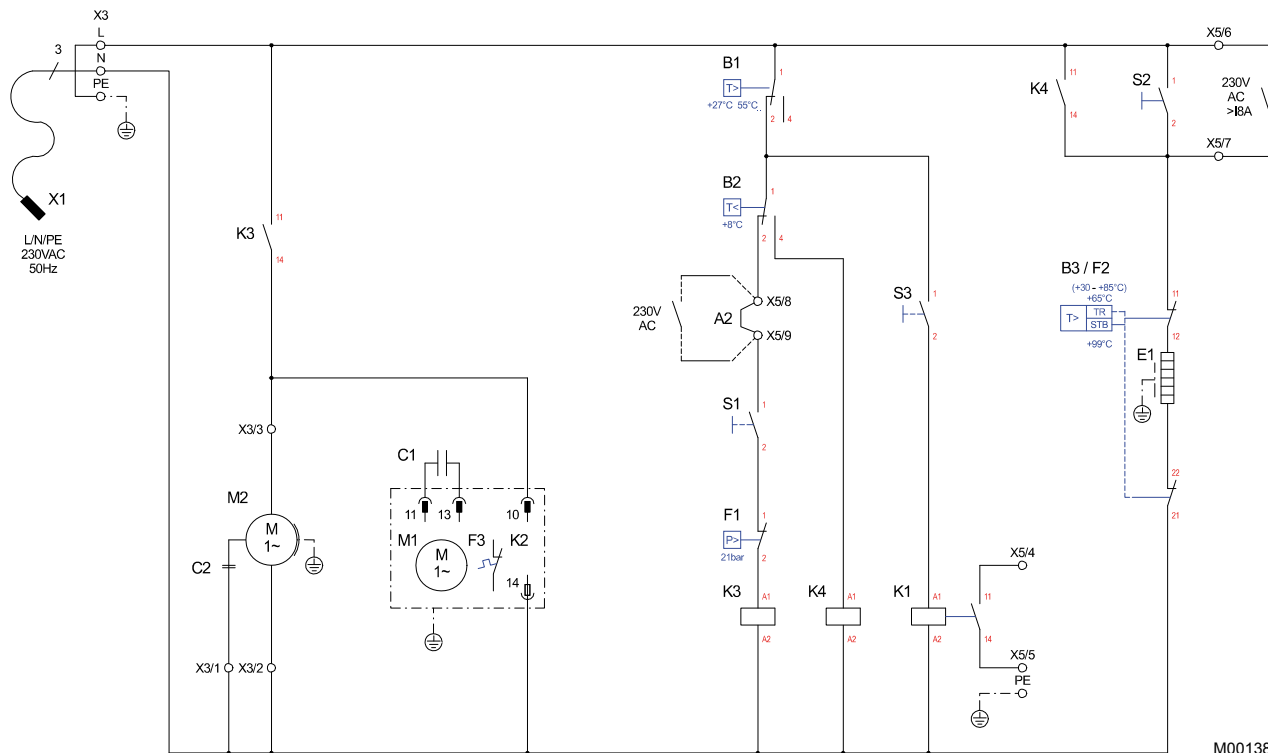 X3
L
3
N
PE
X1
L/N/PE
230VAC
50Hz
K3
11
14
X3/3
M2
M
1~
C2
X3/1
X3/2
C1
11
13
10
M1
F3
K2
M
1~
14
B1
T>
+27°C 55°C..
1
2
4
B2
T<
+8°C
1
2
4
230V
AC
X5/8
A2
X5/9
S1
1
2
F1
P>
21bar
1
2
K3
A1
A2
K4
A1
A2
S3
1
2
K1
A1
A2
11
14
X5/4
X5/5
PE
K4
11
14
S2
1
2
X5/6
230V
AC
>I8A
X5/7
B3 / F2
(+30 - +85°C)
+65°C
T>
TR
STB
+99°C
11
12
E1
22
21
M00138